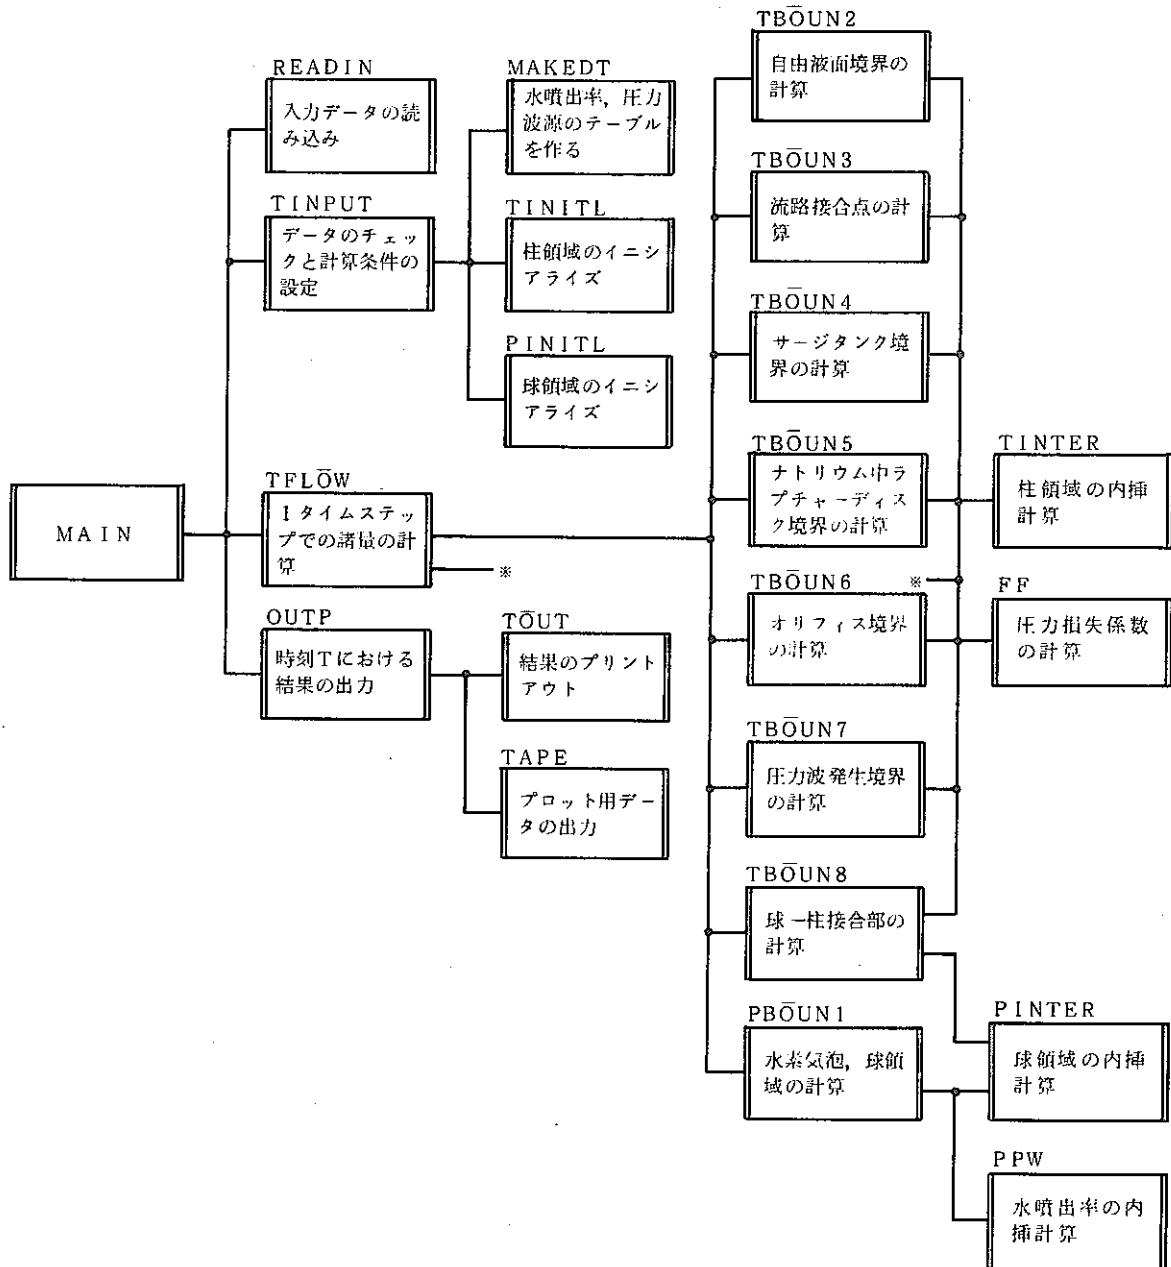 READIN
入力データの読
み込み
TINPUT
データのチェッ
クと計算条件の
設定
MAKEDT
水噴出率，圧力
波源のテーブル
を作る
TINITL
柱領域のイニシ
アライズ
PINITL
球領域のイニシ
アライズ
MAIN
TFLŌW
1タイムステッ
プでの諸量の計
算
※
OUTP
時刻Tにおける
結果の出力
TŌUT
結果のプリント
アウト
TAPE
プロット用デー
タの出力
TBŌUN2
自由液面境界の
計算
TBŌUN3
流路接合点の計
算
TBŌUN4
サージタンク境
界の計算
TBŌUN5
ナトリウム中ラ
プチャーディス
ク境界の計算
TBŌUN6
オリフィス境界
の計算
※
TBŌUN7
圧力波発生境界
の計算
TBŌUN8
球－柱接合部の
計算
PBŌUN1
水素気泡，球領
域の計算
TINTER
柱領域の内挿
計算
FF
圧力損失係数
の計算
PINTER
球領域の内挿
計算
PPW
水噴出率の内
挿計算